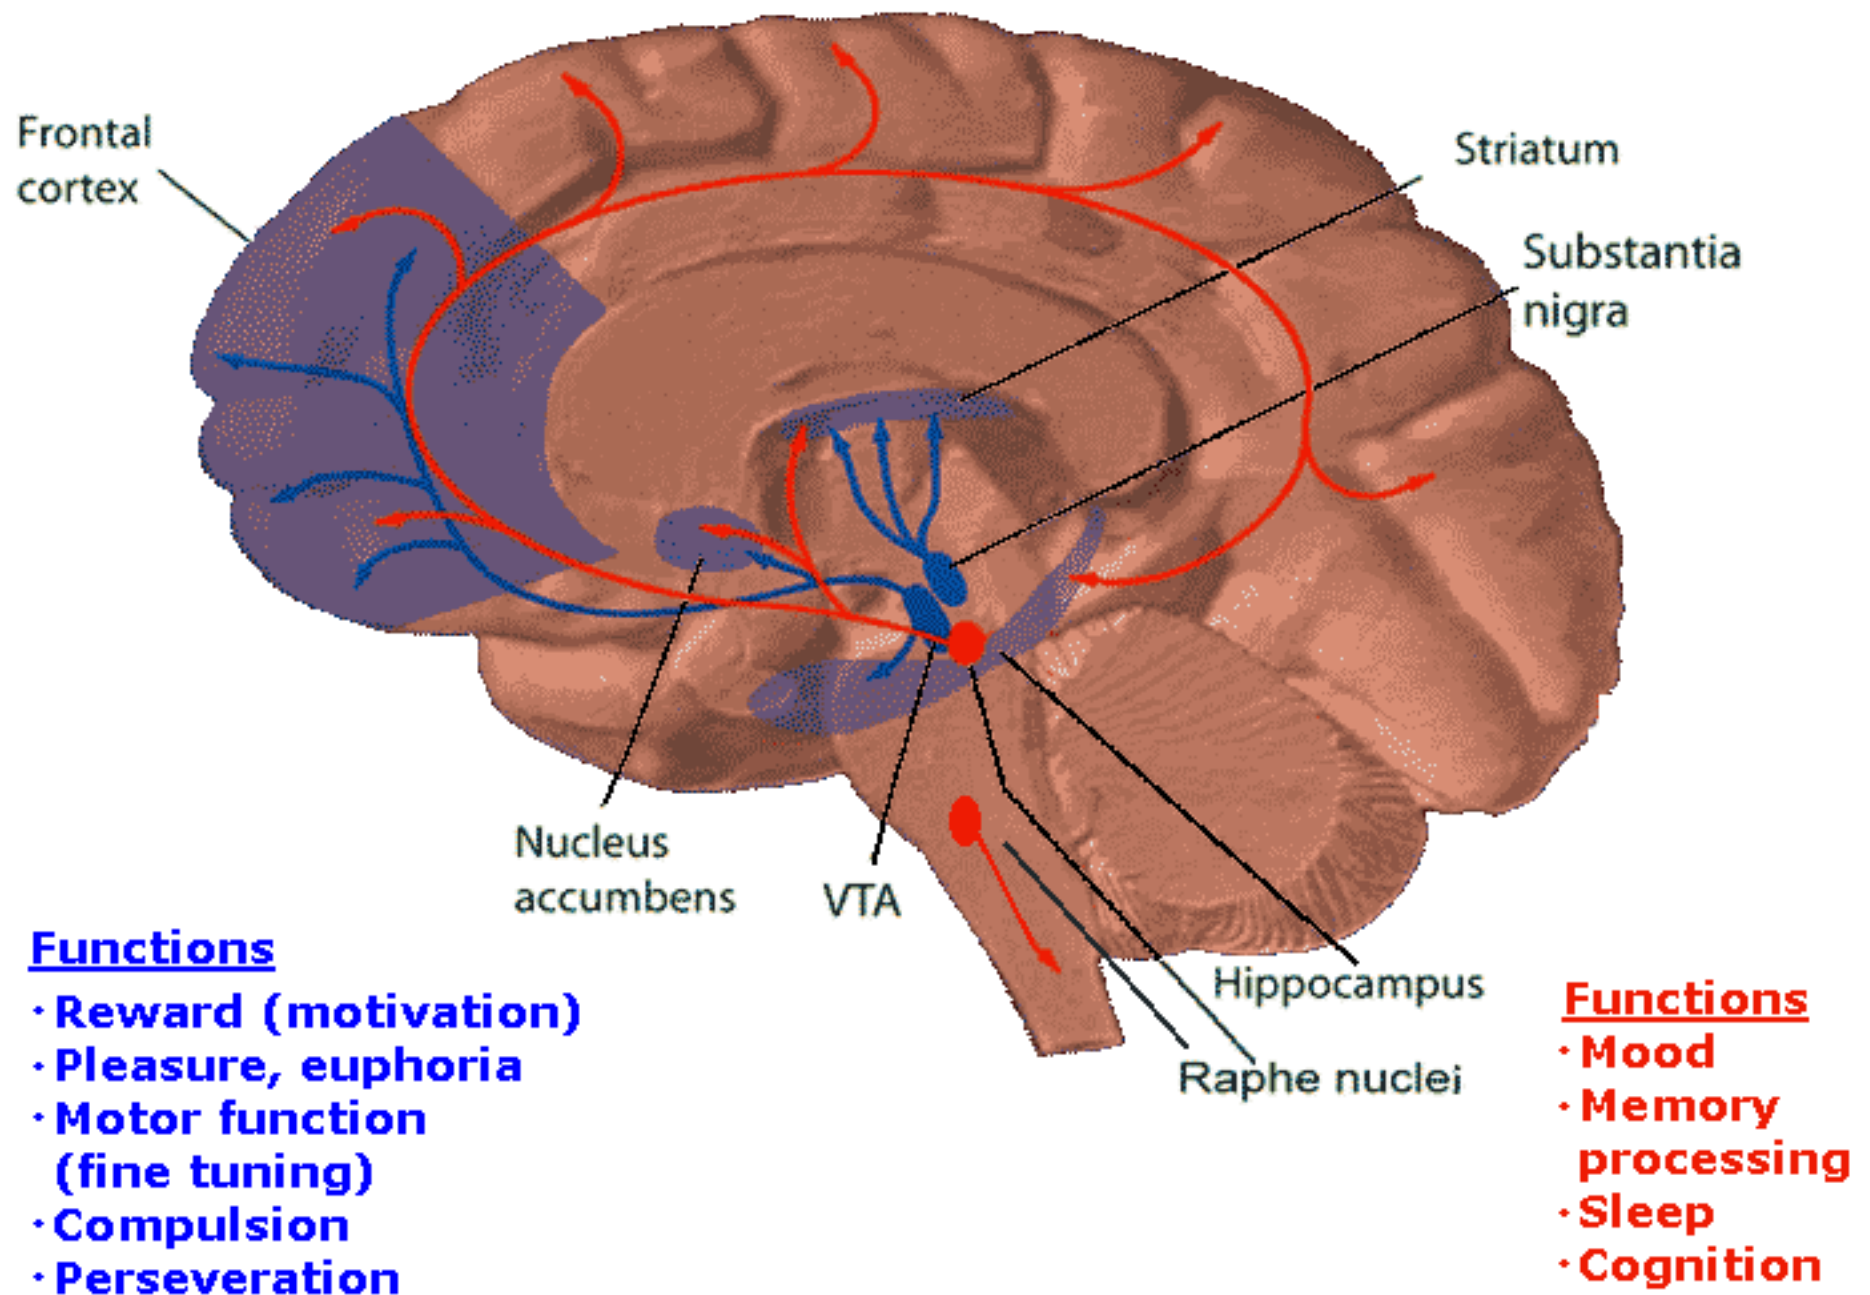 Frontal
cortex
Striatum
Substantia
nigra
Nucleus
accumbens
VTA
Hippocampus
Raphe nuclei
Functions
· Reward (motivation)
· Pleasure, euphoria
· Motor function
(fine tuning)
· Compulsion
· Perseveration
Functions
· Mood
· Memory
processing
· Sleep
· Cognition